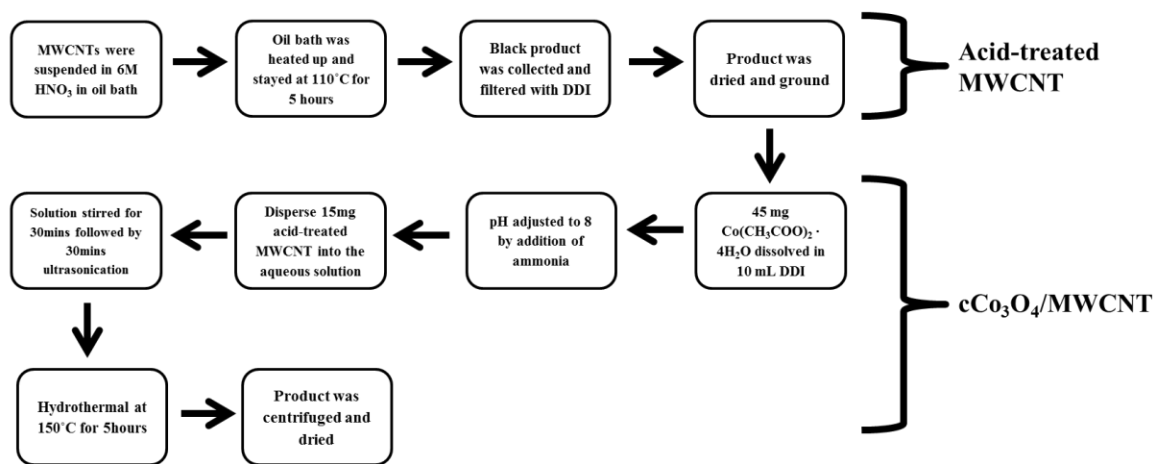 MWCNTs were
suspended in 6M
HNO₃ in oil bath
Oil bath was
heated up and
stayed at 110˚C for
5 hours
Black product
was collected and
filtered with DDI
Product was
dried and ground
Acid-treated
MWCNT
45 mg
Co(CH₃COO)₂ ·
4H₂O dissolved in
10 mL DDI
pH adjusted to 8
by addition of
ammonia
Disperse 15mg
acid-treated
MWCNT into the
aqueous solution
Solution stirred for
30mins followed by
30mins
ultrasonication
cCo₃O₄/MWCNT
Hydrothermal at
150˚C for 5hours
Product was
centrifuged and
dried